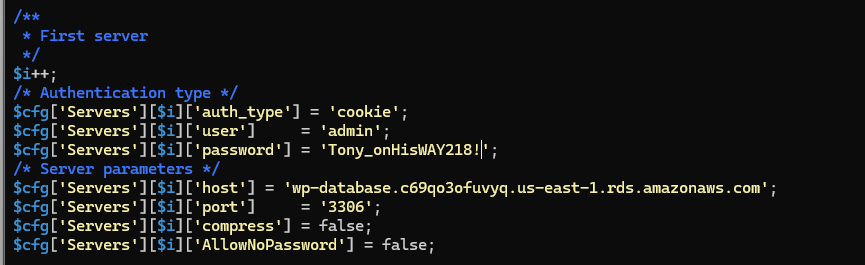 /**
 * First server
 */
$i++;
/* Authentication type */
$cfg['Servers'][$i]['auth_type'] = 'cookie';
$cfg['Servers'][$i]['user']     = 'admin';
$cfg['Servers'][$i]['password'] = 'Tony_onHisWAY218!';
/* Server parameters */
$cfg['Servers'][$i]['host'] = 'wp-database.c69qo3ofuvyq.us-east-1.rds.amazonaws.com';
$cfg['Servers'][$i]['port']     = '3306';
$cfg['Servers'][$i]['compress'] = false;
$cfg['Servers'][$i]['AllowNoPassword'] = false;